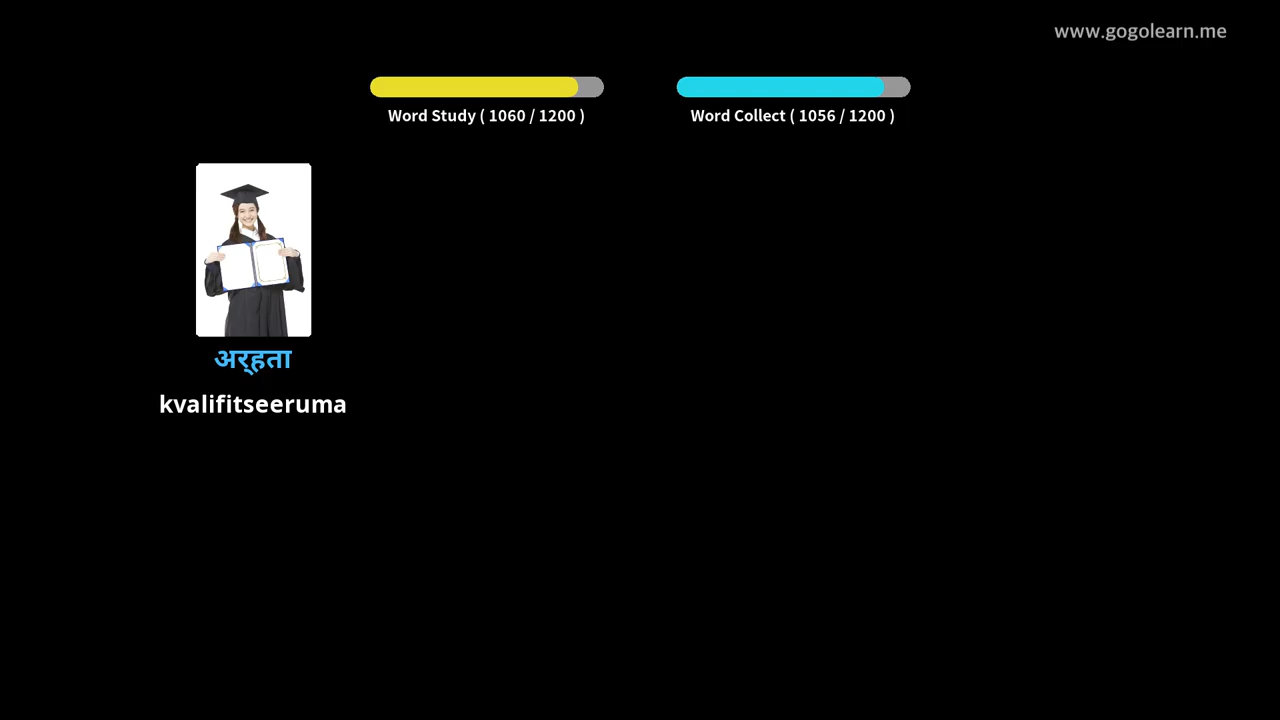 www.gogolearn.me
Word Study ( 1060 / 1200 )
Word Collect ( 1056 / 1200 )
अर्हता
kvalifitseeruma